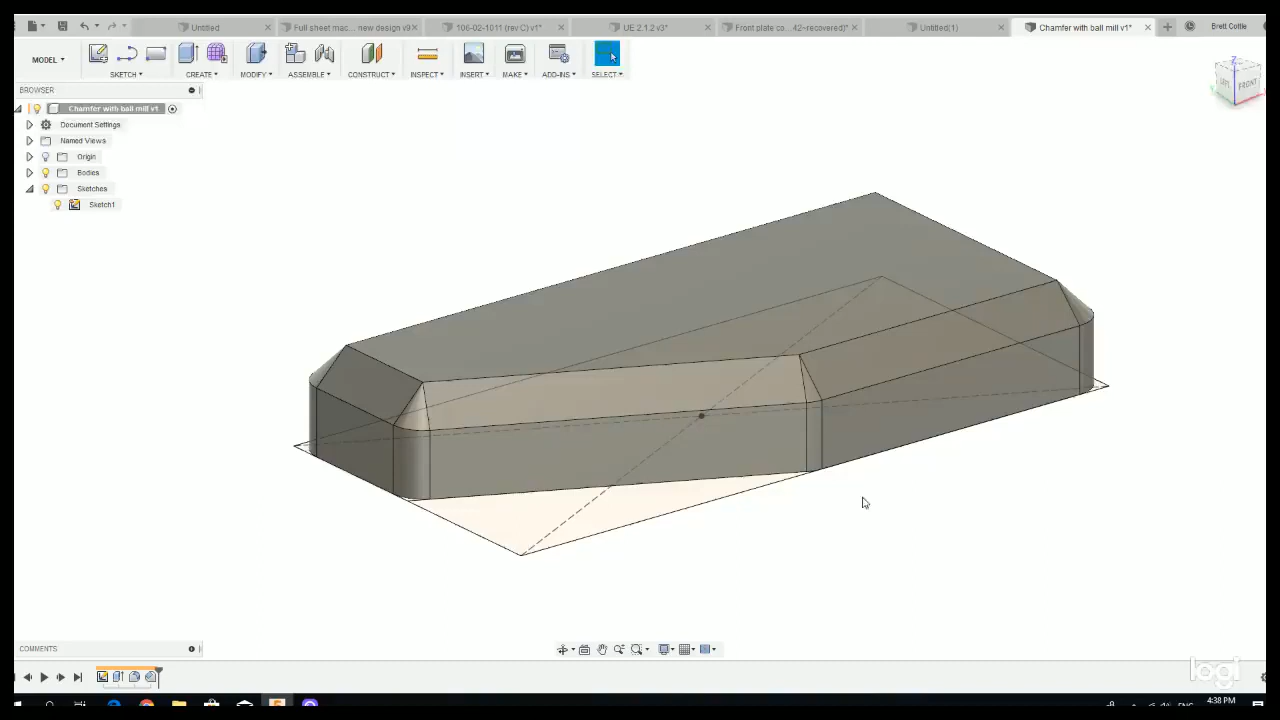 Untitled
Full sheet mac... new design v9*
106-02-1011 (rev C) v1*
UE 2.1.2 v3*
Front plate co...42~recovered)*
Untitled(1)
Chamfer with ball mill v1*
Brett Cottle
MODEL
SKETCH
CREATE
MODIFY
ASSEMBLE
CONSTRUCT
INSPECT
INSERT
MAKE
ADD-INS
SELECT
Z
LEFT
FRONT
BROWSER
Chamfer with ball mill v1
Document Settings
Named Views
Origin
Bodies
Sketches
Sketch1
COMMENTS
logi
ENG
4:38 PM